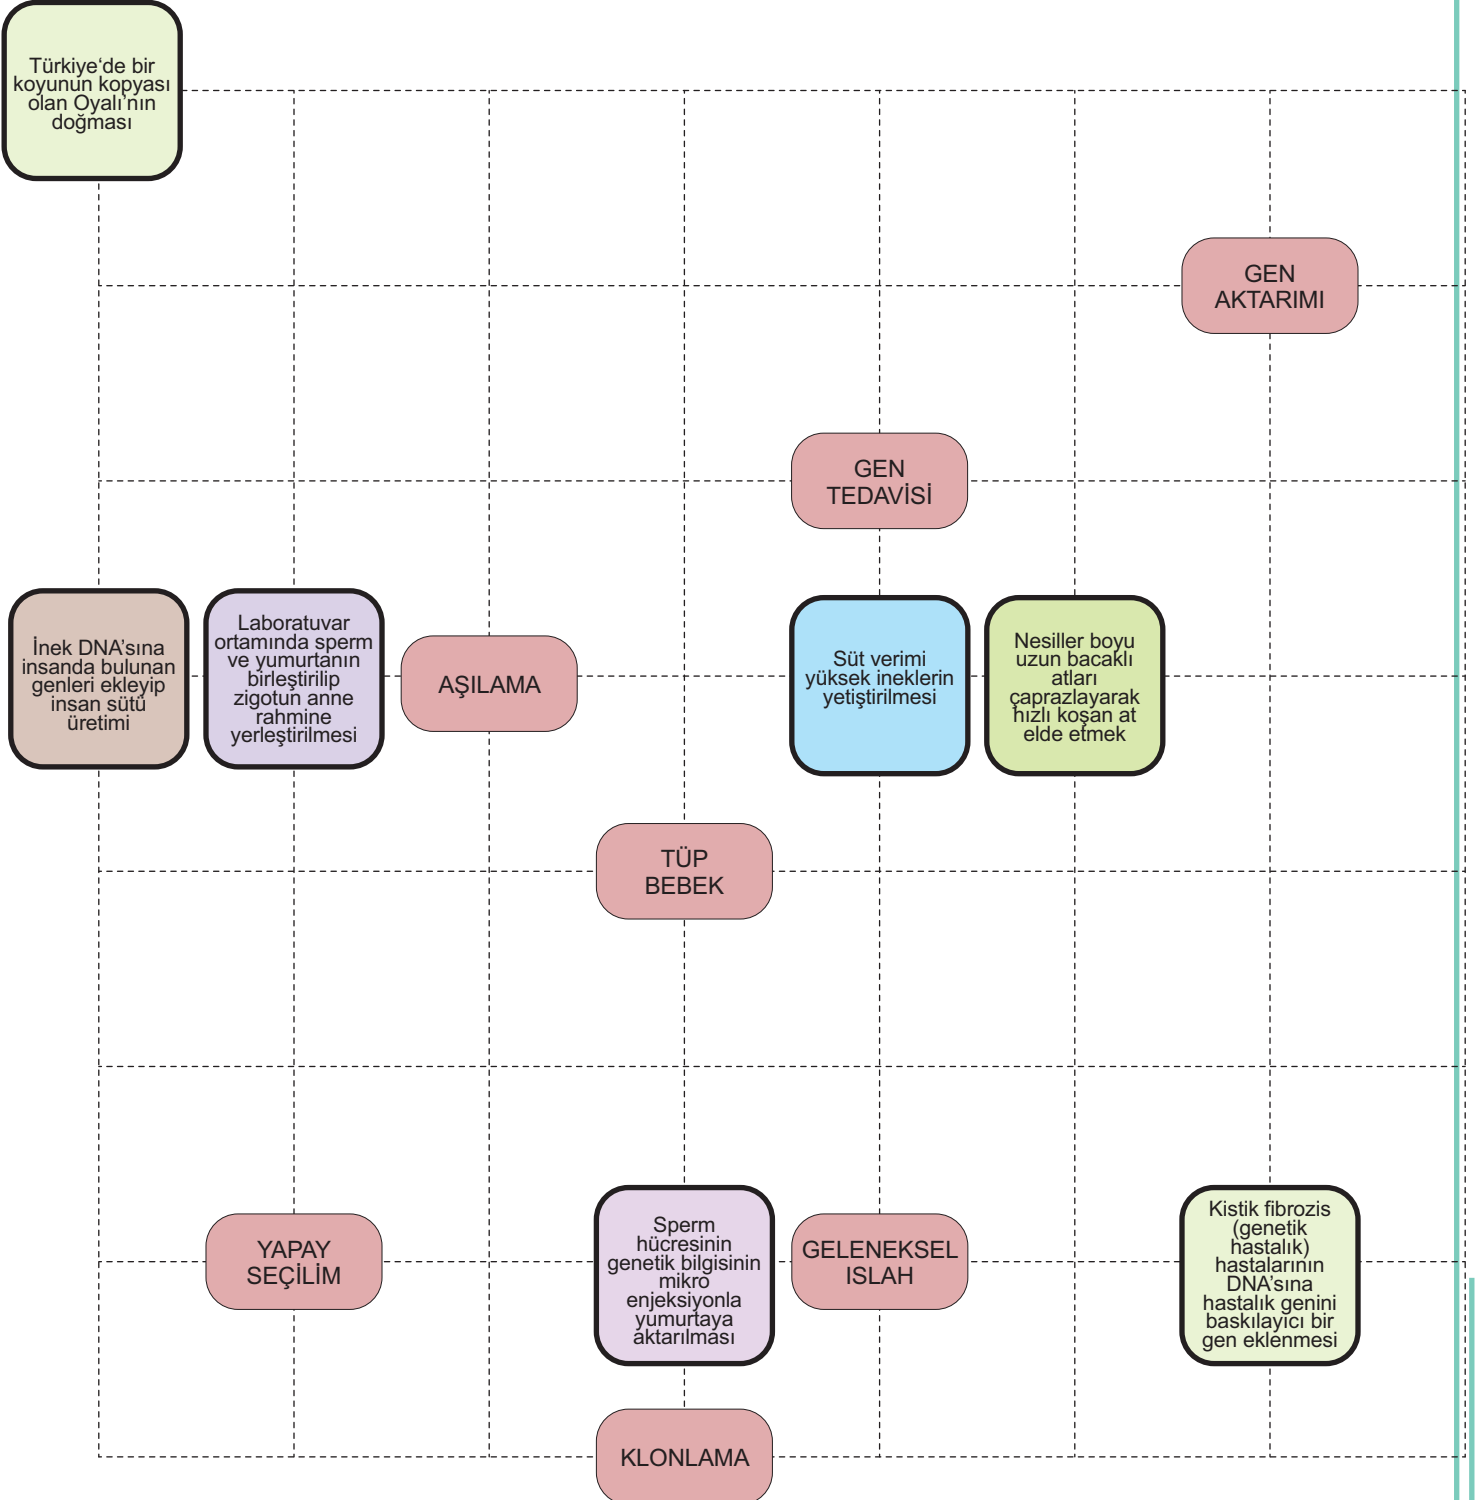 Türkiye‘de bir
koyunun kopyası
olan Oyalı’nın
doğması
GEN
AKTARIMI
GEN
TEDAVİSİ
İnek DNA’sına
insanda bulunan
genleri ekleyip
insan sütü
üretimi
Laboratuvar
ortamında sperm
ve yumurtanın
birleştirilip
zigotun anne
rahmine
yerleştirilmesi
AŞILAMA
Süt verimi
yüksek ineklerin
yetiştirilmesi
Nesiller boyu
uzun bacaklı
atları
çaprazlayarak
hızlı koşan at
elde etmek
TÜP
BEBEK
YAPAY
SEÇİLİM
Sperm
hücresinin
genetik bilgisinin
mikro
enjeksiyonla
yumurtaya
aktarılması
GELENEKSEL
ISLAH
Kistik fibrozis
(genetik
hastalık)
hastalarının
DNA’sına
hastalık genini
baskılayıcı bir
gen eklenmesi
KLONLAMA